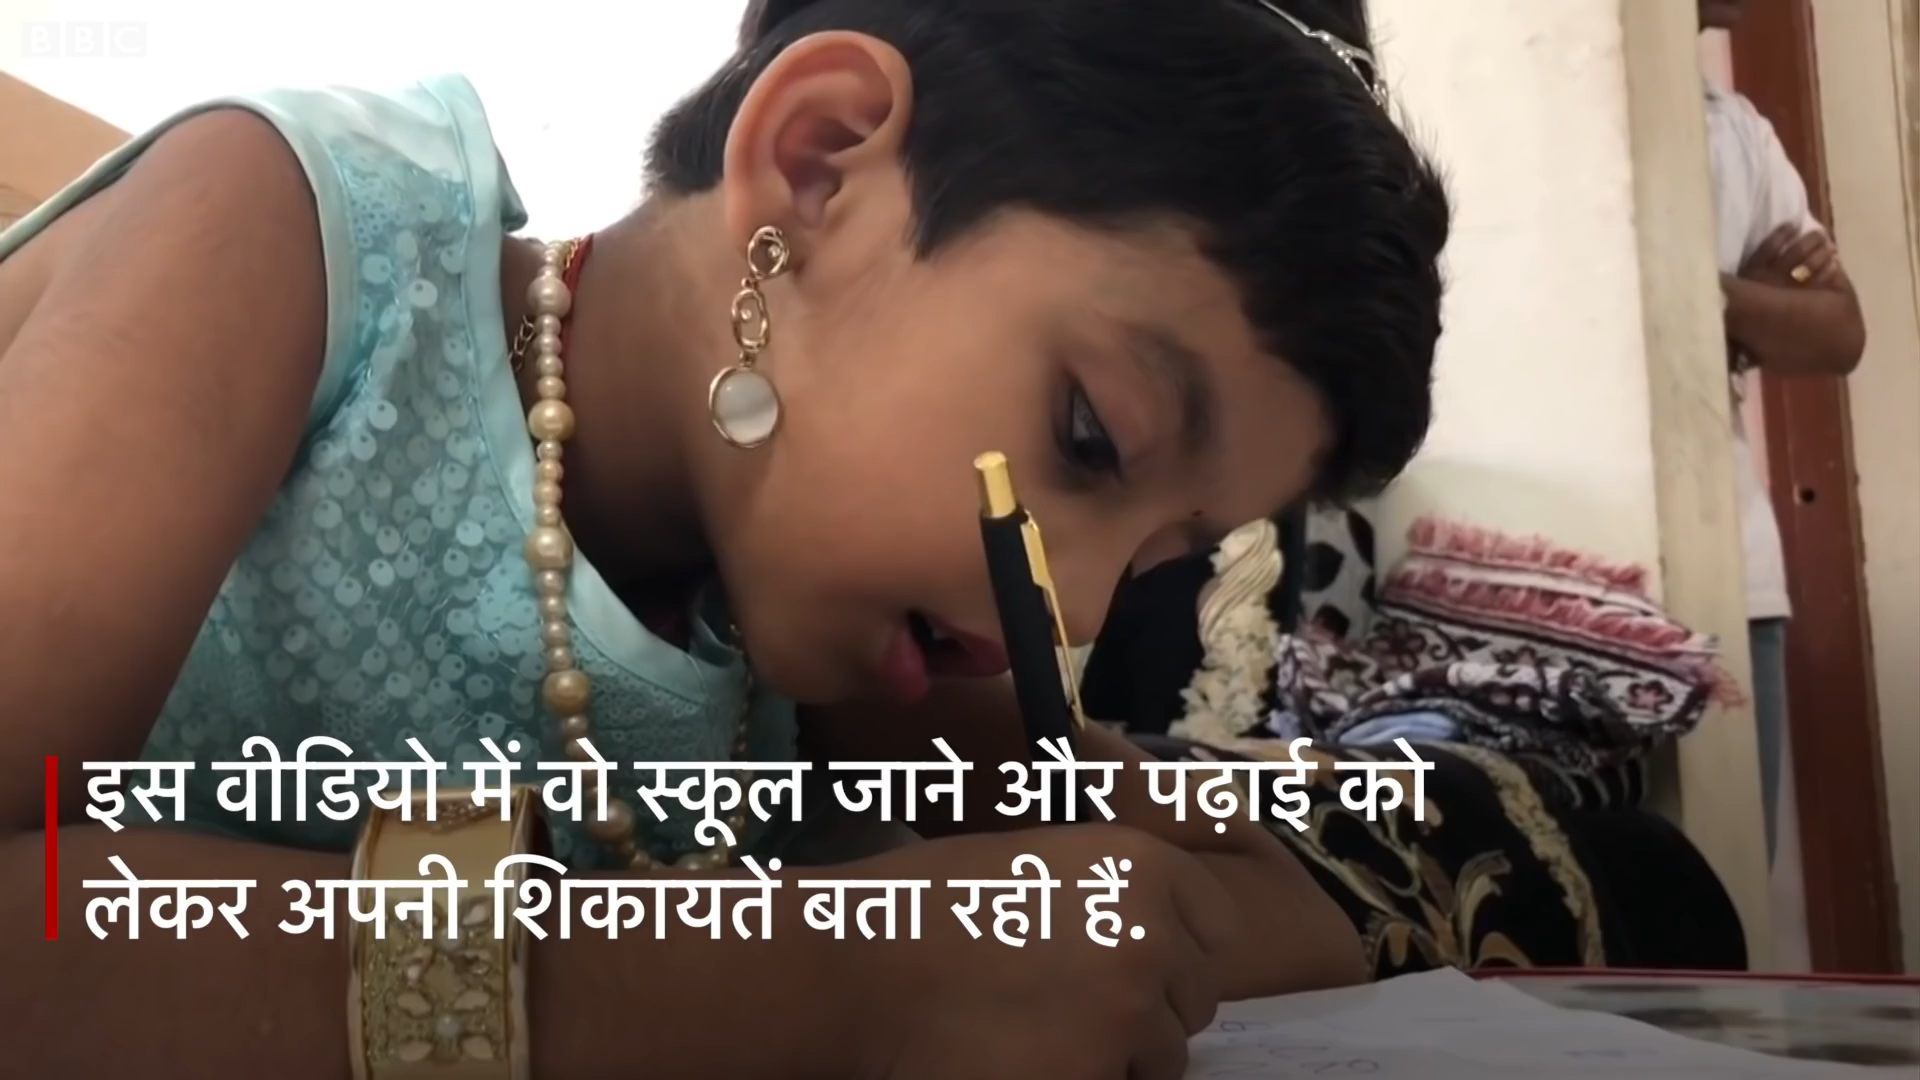 BBC
इस वीडियो में वो स्कूल जाने और पढ़ाई को
लेकर अपनी शिकायतें बता रही हैं.